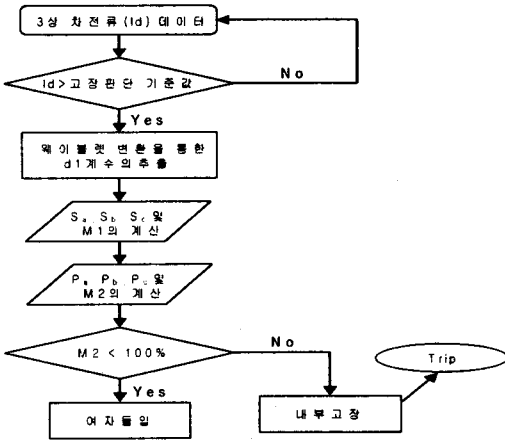 3상 차전류(Id)데이터
Id>고장판단 기준값
No
Yes
웨이블렛 변환을 통한
d1계수의추출
Sa, Sb, Sc 및
M1의 계산
Pa, Pb, Pc 및
M2의 계산
M2 < 100%
No
Trip
Yes
여자돌입
내부고장